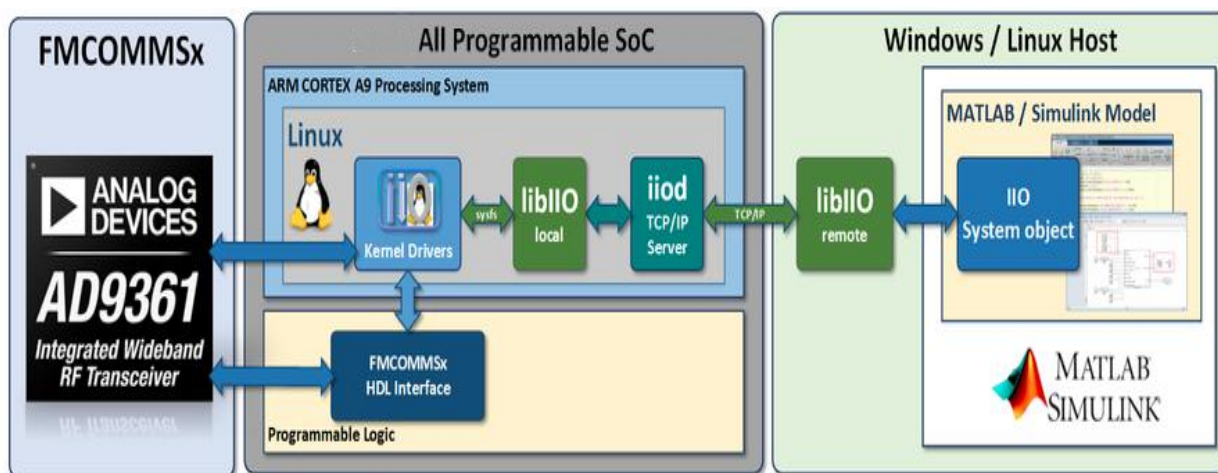 FMCOMMSx
ANALOG
DEVICES
AD9361
Integrated Wideband
RF Transceiver
All Programmable SoC
ARM CORTEX A9 Processing System
Linux
Kernel Drivers
sysfs
libIIO
local
iiod
TCP/IP
Server
TCP/IP
FMCOMMSx
HDL Interface
Programmable Logic
Windows / Linux Host
libIIO
remote
MATLAB / Simulink Model
IIO
System object
MATLAB
SIMULINK